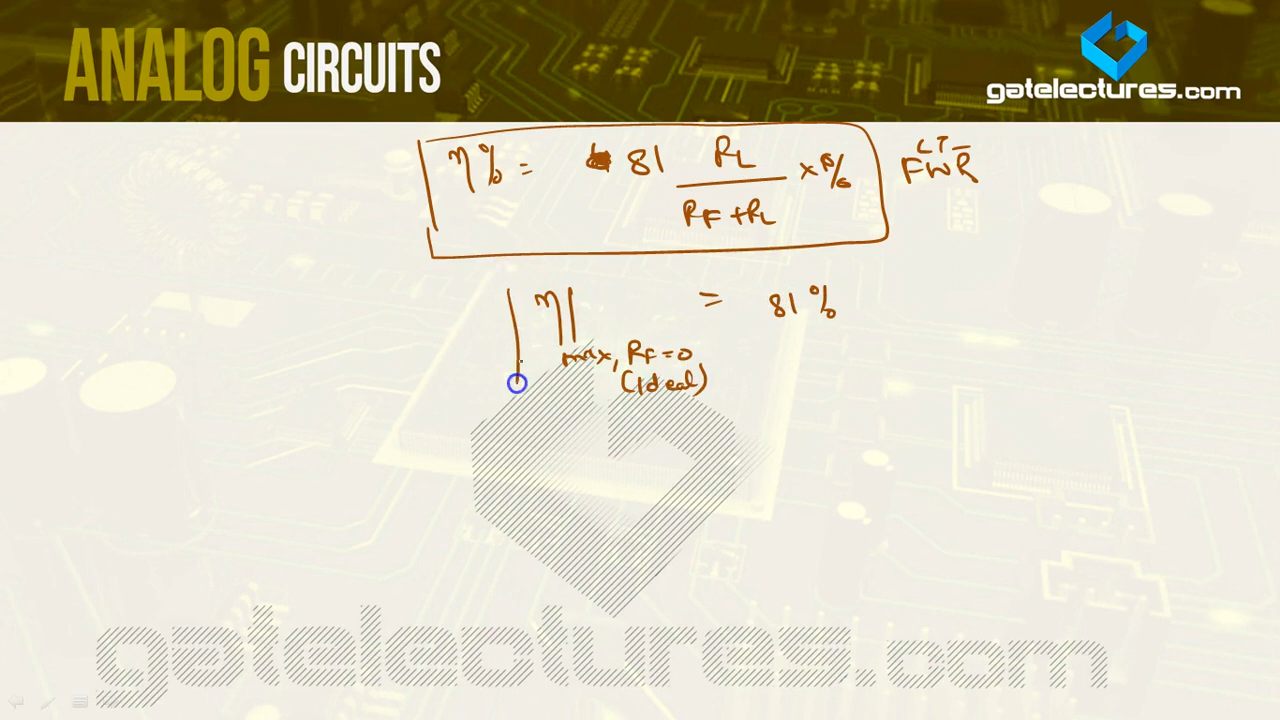 ANALOG CIRCUITS
gatelectures.com
η% = 81 RL / RF + RL
CT
FWR
|η| max, RF = 0 (Ideal) = 81%
gatelectures.com